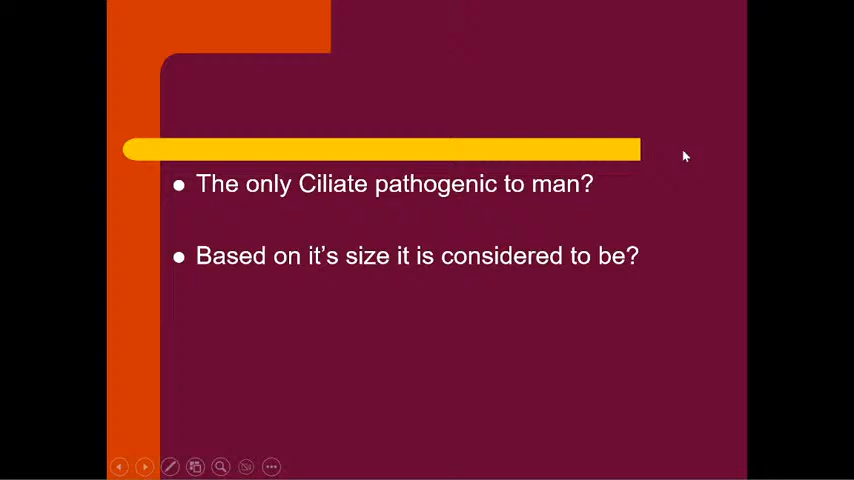 ● The only Ciliate pathogenic to man?
● Based on it’s size it is considered to be?